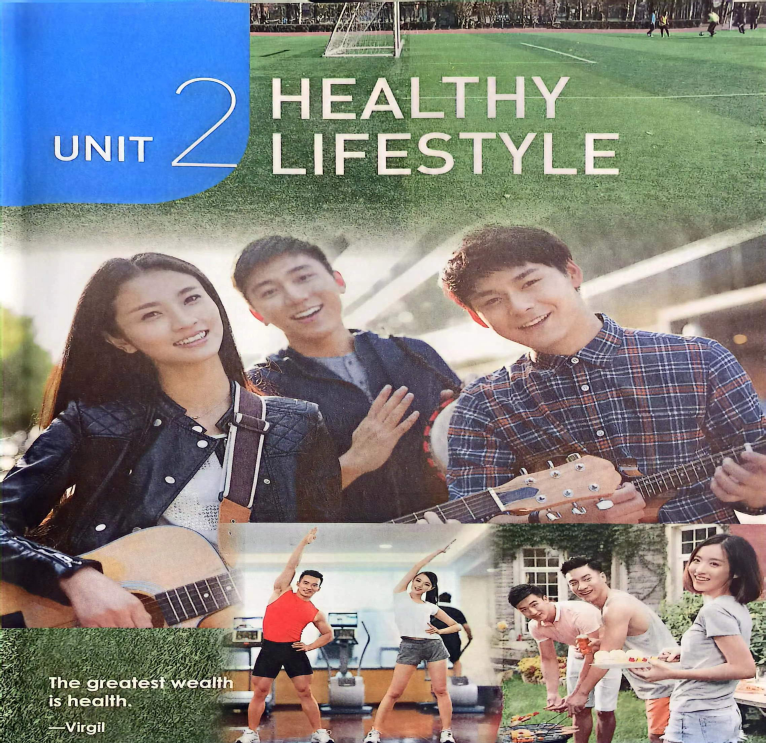 UNIT 2
HEALTHY
LIFESTYLE
The greatest wealth
is health.
—Virgil